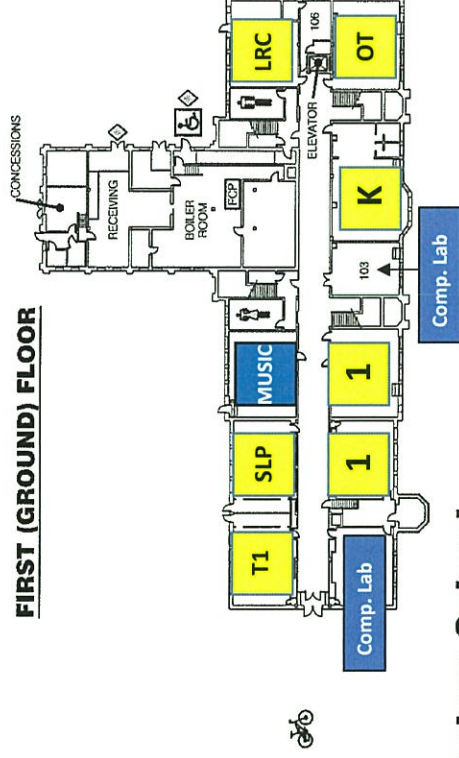 FIRST (GROUND) FLOOR
CONCESSIONS
RECEIVING
BOILER
ROOM
FCP
LRC
106
ELEVATOR
OT
T1
SLP
MUSIC
K
103
1
1
Comp. Lab
Comp. Lab